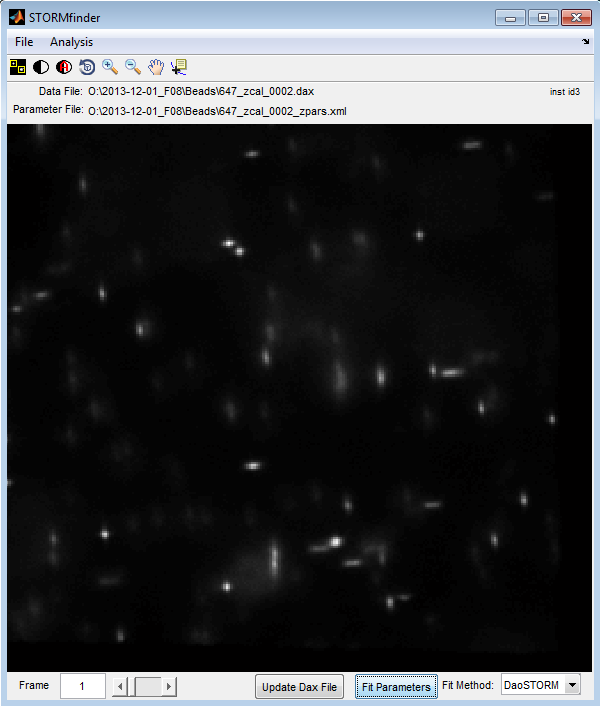 STORMfinder
File Analysis
Data File: O:\2013-12-01_F08\Beads\647_zcal_0002.dax inst id3
Parameter File: O:\2013-12-01_F08\Beads\647_zcal_0002_zpars.xml
Frame 1 Update Dax File Fit Parameters Fit Method: DaoSTORM